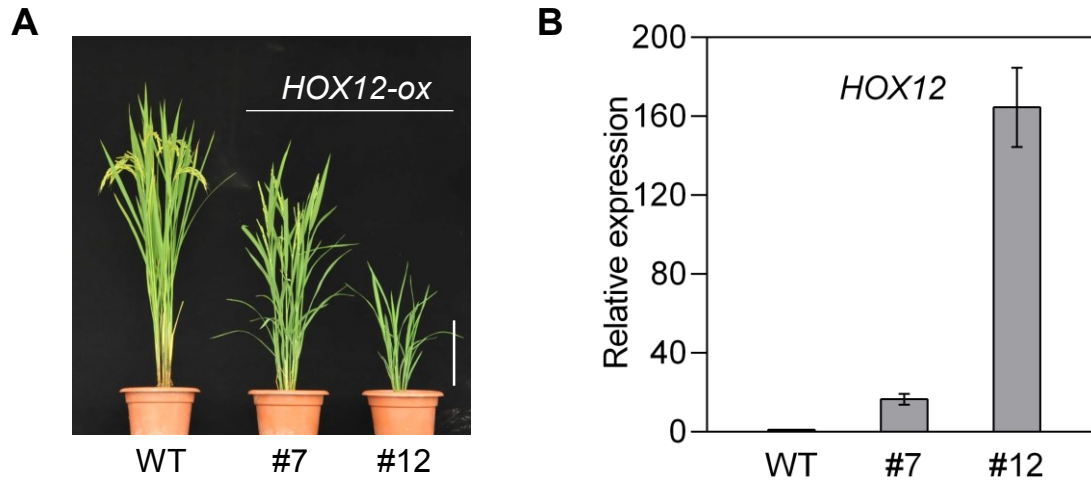 A
HOX12-ox
WT #7 #12
B
HOX12
Relative expression
200
160
120
80
40
0
WT #7 #12